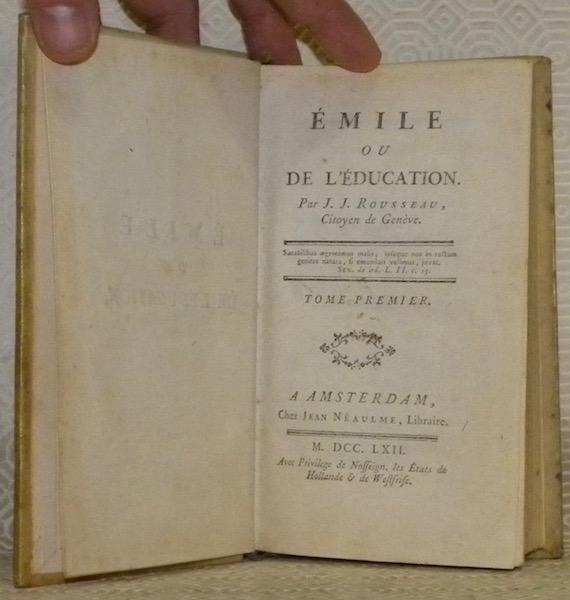 ÉMILE
OU
DE L'ÉDUCATION.
Par J. J. ROUSSEAU,
Citoyen de Genève.
Sanabilibus ægrotamus malis; ipsaque nos in rectum
genitos natura, si emendari velimus, juvat.
SEN. de irâ. L. II. c. 13.
TOME PREMIER.
A AMSTERDAM,
Chez JEAN NÉAULME, Libraire.
M. DCC. LXII.
Avec Privilege de Nosseign. les États de
Hollande & de Westfrise.